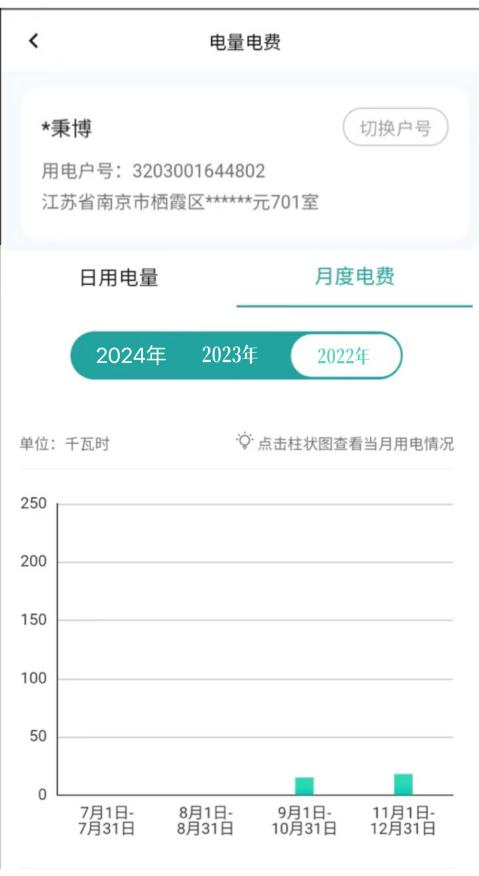 电量电费
*秉博
切换户号
用电户号：3203001644802
江苏省南京市栖霞区******元701室
日用电量
月度电费
2024年
2023年
2022年
单位：千瓦时
点击柱状图查看当月用电情况
250
200
150
100
50
0
7月1日-
7月31日
8月1日-
8月31日
9月1日-
10月31日
11月1日-
12月31日